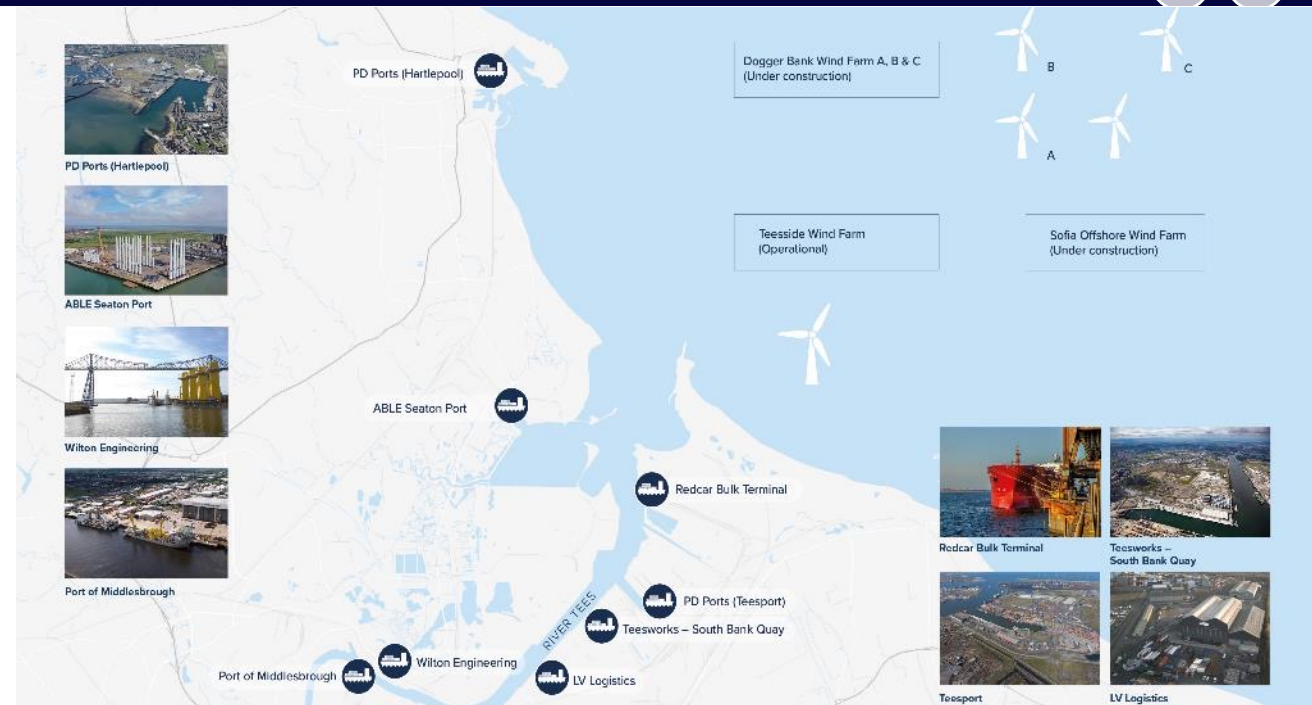 PD Ports (Hartlepool)
ABLE Seaton Port
Wilton Engineering
Port of Middlesbrough
PD Ports (Hartlepool)
ABLE Seaton Port
Redcar Bulk Terminal
PD Ports (Teesport)
Teesworks – South Bank Quay
RIVER TEES
Wilton Engineering
Port of Middlesbrough
LV Logistics
Dogger Bank Wind Farm A, B & C
(Under construction)
B
C
A
Teesside Wind Farm
(Operational)
Sofia Offshore Wind Farm
(Under construction)
Redcar Bulk Terminal
Teesworks –
South Bank Quay
Teesport
LV Logistics